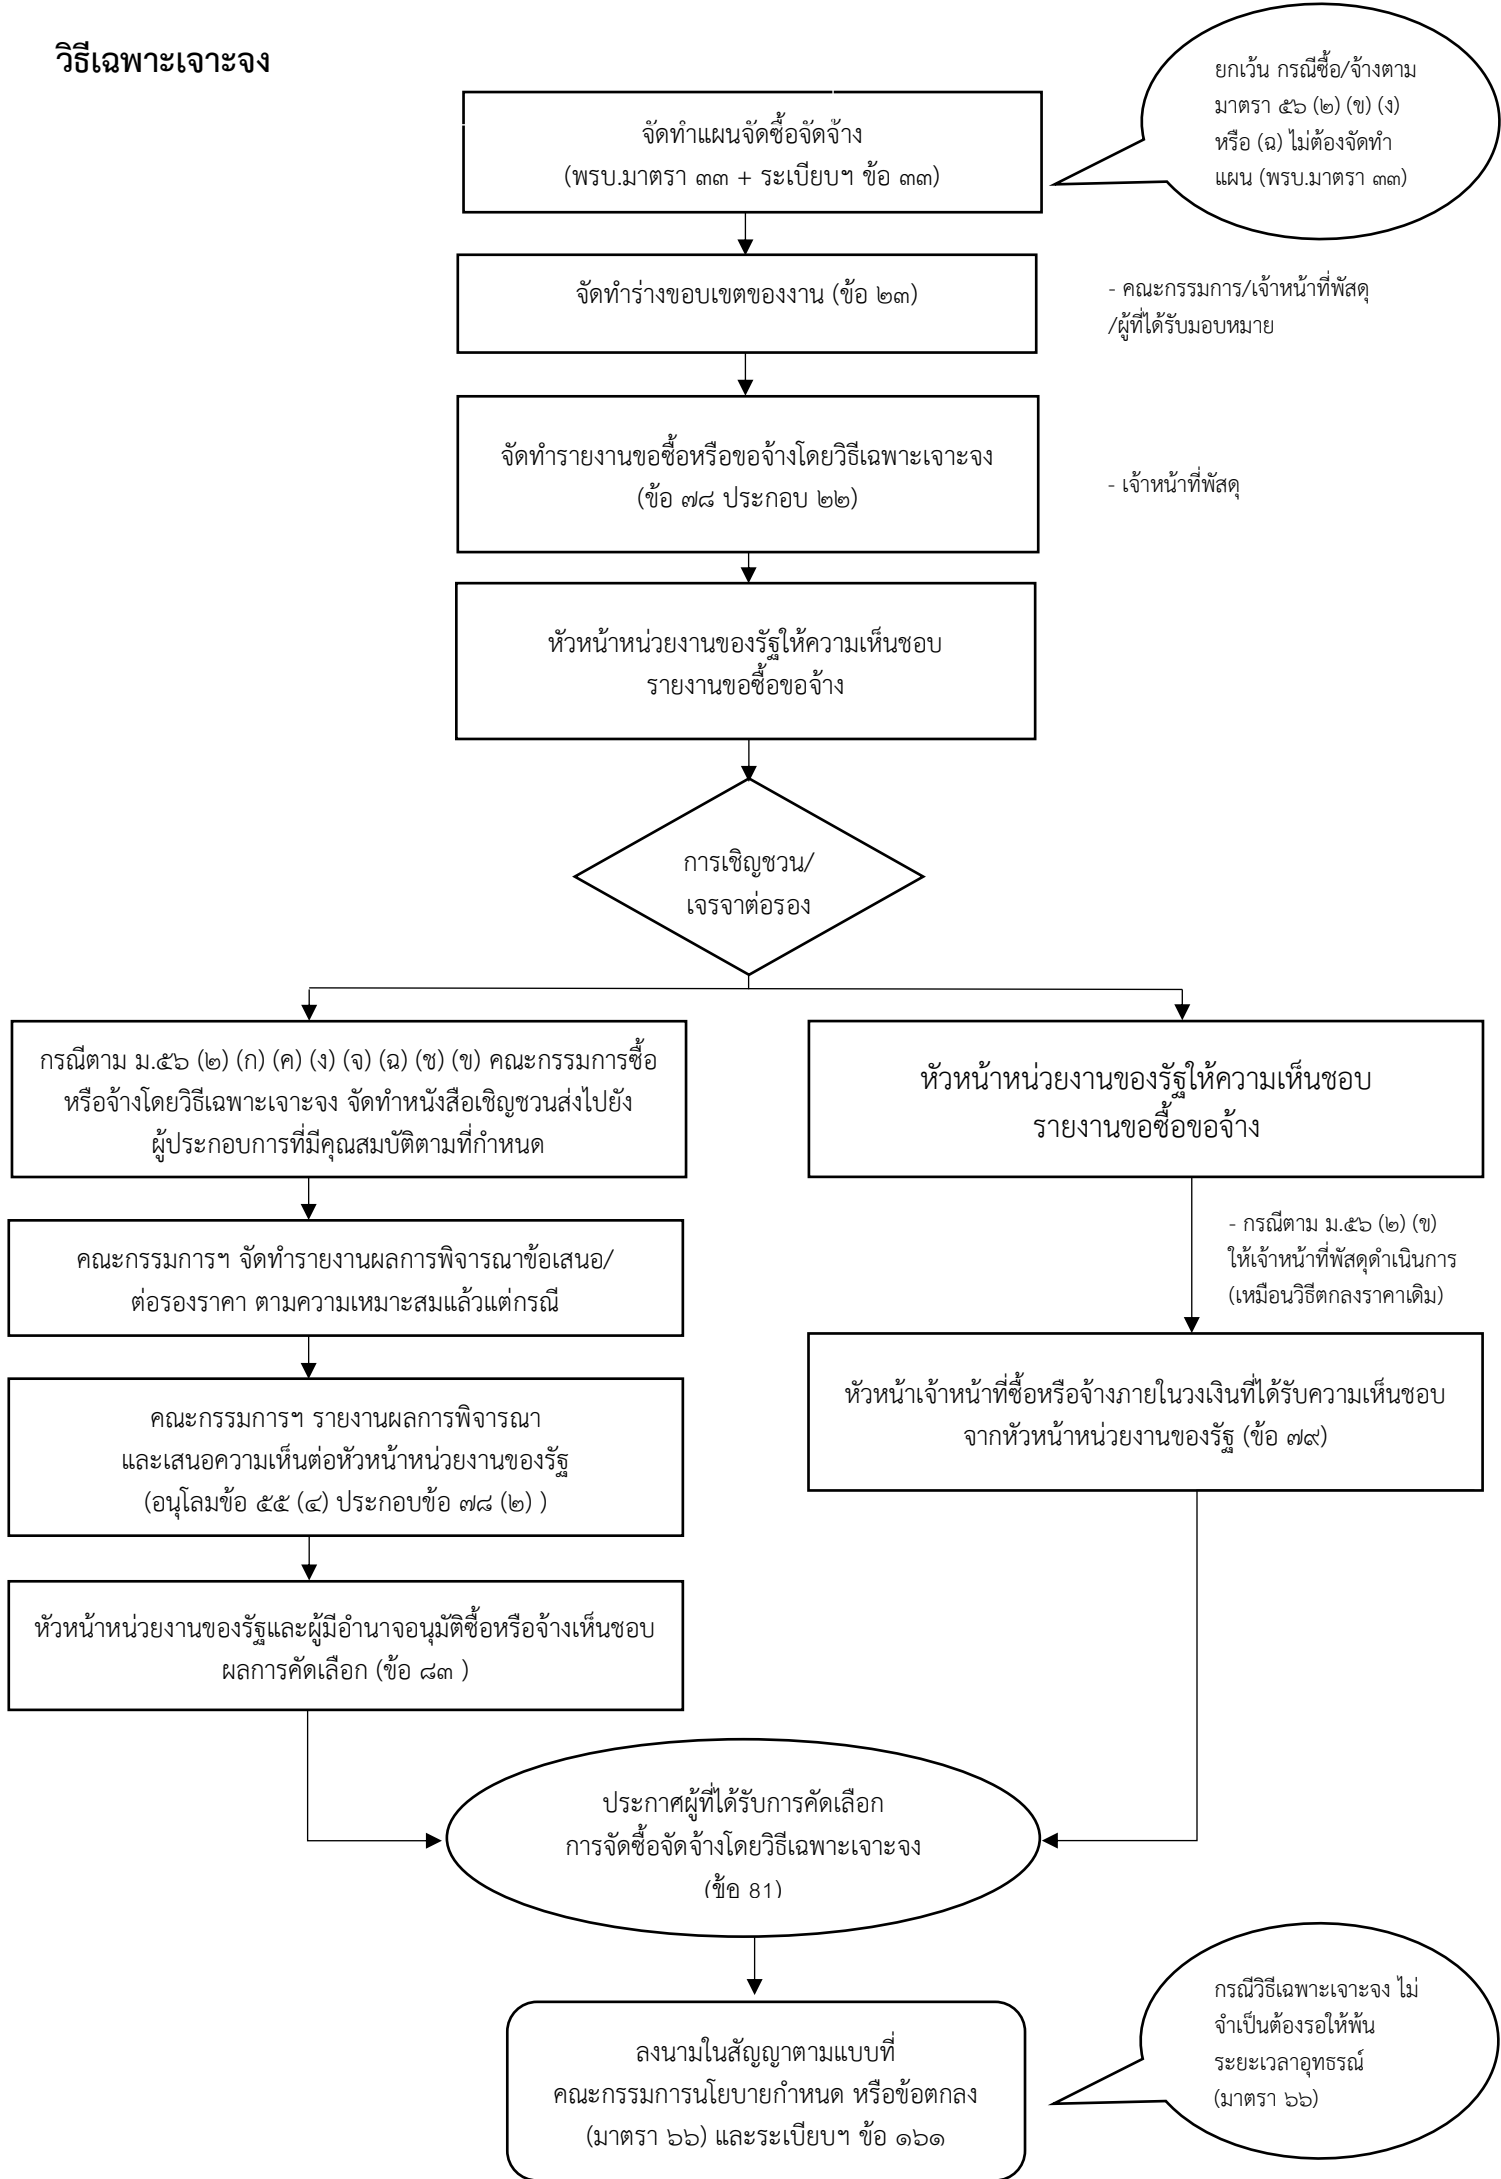 วิธีเฉพาะเจาะจง
ยกเว้น กรณีซื้อ/จ้างตาม
มาตรา ๕๖ (๒) (ข) (ง)
หรือ (ฉ) ไม่ต้องจัดทำ
แผน (พรบ.มาตรา ๓๓)
จัดทำแผนจัดซื้อจัดจ้าง
(พรบ.มาตรา ๓๓ + ระเบียบฯ ข้อ ๓๓)
จัดทำร่างขอบเขตของงาน (ข้อ ๒๓)
- คณะกรรมการ/เจ้าหน้าที่พัสดุ
/ผู้ที่ได้รับมอบหมาย
จัดทำรายงานขอซื้อหรือขอจ้างโดยวิธีเฉพาะเจาะจง
(ข้อ ๗๘ ประกอบ ๒๒)
- เจ้าหน้าที่พัสดุ
หัวหน้าหน่วยงานของรัฐให้ความเห็นชอบ
รายงานขอซื้อขอจ้าง
การเชิญชวน/
เจรจาต่อรอง
กรณีตาม ม.๕๖ (๒) (ก) (ค) (ง) (จ) (ฉ) (ช) (ข) คณะกรรมการซื้อ
หรือจ้างโดยวิธีเฉพาะเจาะจง จัดทำหนังสือเชิญชวนส่งไปยัง
ผู้ประกอบการที่มีคุณสมบัติตามที่กำหนด
หัวหน้าหน่วยงานของรัฐให้ความเห็นชอบ
รายงานขอซื้อขอจ้าง
- กรณีตาม ม.๕๖ (๒) (ข)
ให้เจ้าหน้าที่พัสดุดำเนินการ
(เหมือนวิธีตกลงราคาเดิม)
คณะกรรมการฯ จัดทำรายงานผลการพิจารณาข้อเสนอ/
ต่อรองราคา ตามความเหมาะสมแล้วแต่กรณี
หัวหน้าเจ้าหน้าที่ซื้อหรือจ้างภายในวงเงินที่ได้รับความเห็นชอบ
จากหัวหน้าหน่วยงานของรัฐ (ข้อ ๗๙)
คณะกรรมการฯ รายงานผลการพิจารณา
และเสนอความเห็นต่อหัวหน้าหน่วยงานของรัฐ
(อนุโลมข้อ ๕๕ (๔) ประกอบข้อ ๗๘ (๒) )
หัวหน้าหน่วยงานของรัฐและผู้มีอำนาจอนุมัติซื้อหรือจ้างเห็นชอบ
ผลการคัดเลือก (ข้อ ๘๓ )
ประกาศผู้ที่ได้รับการคัดเลือก
การจัดซื้อจัดจ้างโดยวิธีเฉพาะเจาะจง
(ข้อ 81)
ลงนามในสัญญาตามแบบที่
คณะกรรมการนโยบายกำหนด หรือข้อตกลง
(มาตรา ๖๖) และระเบียบฯ ข้อ ๑๖๑
กรณีวิธีเฉพาะเจาะจง ไม่
จำเป็นต้องรอให้พ้น
ระยะเวลาอุทธรณ์
(มาตรา ๖๖)